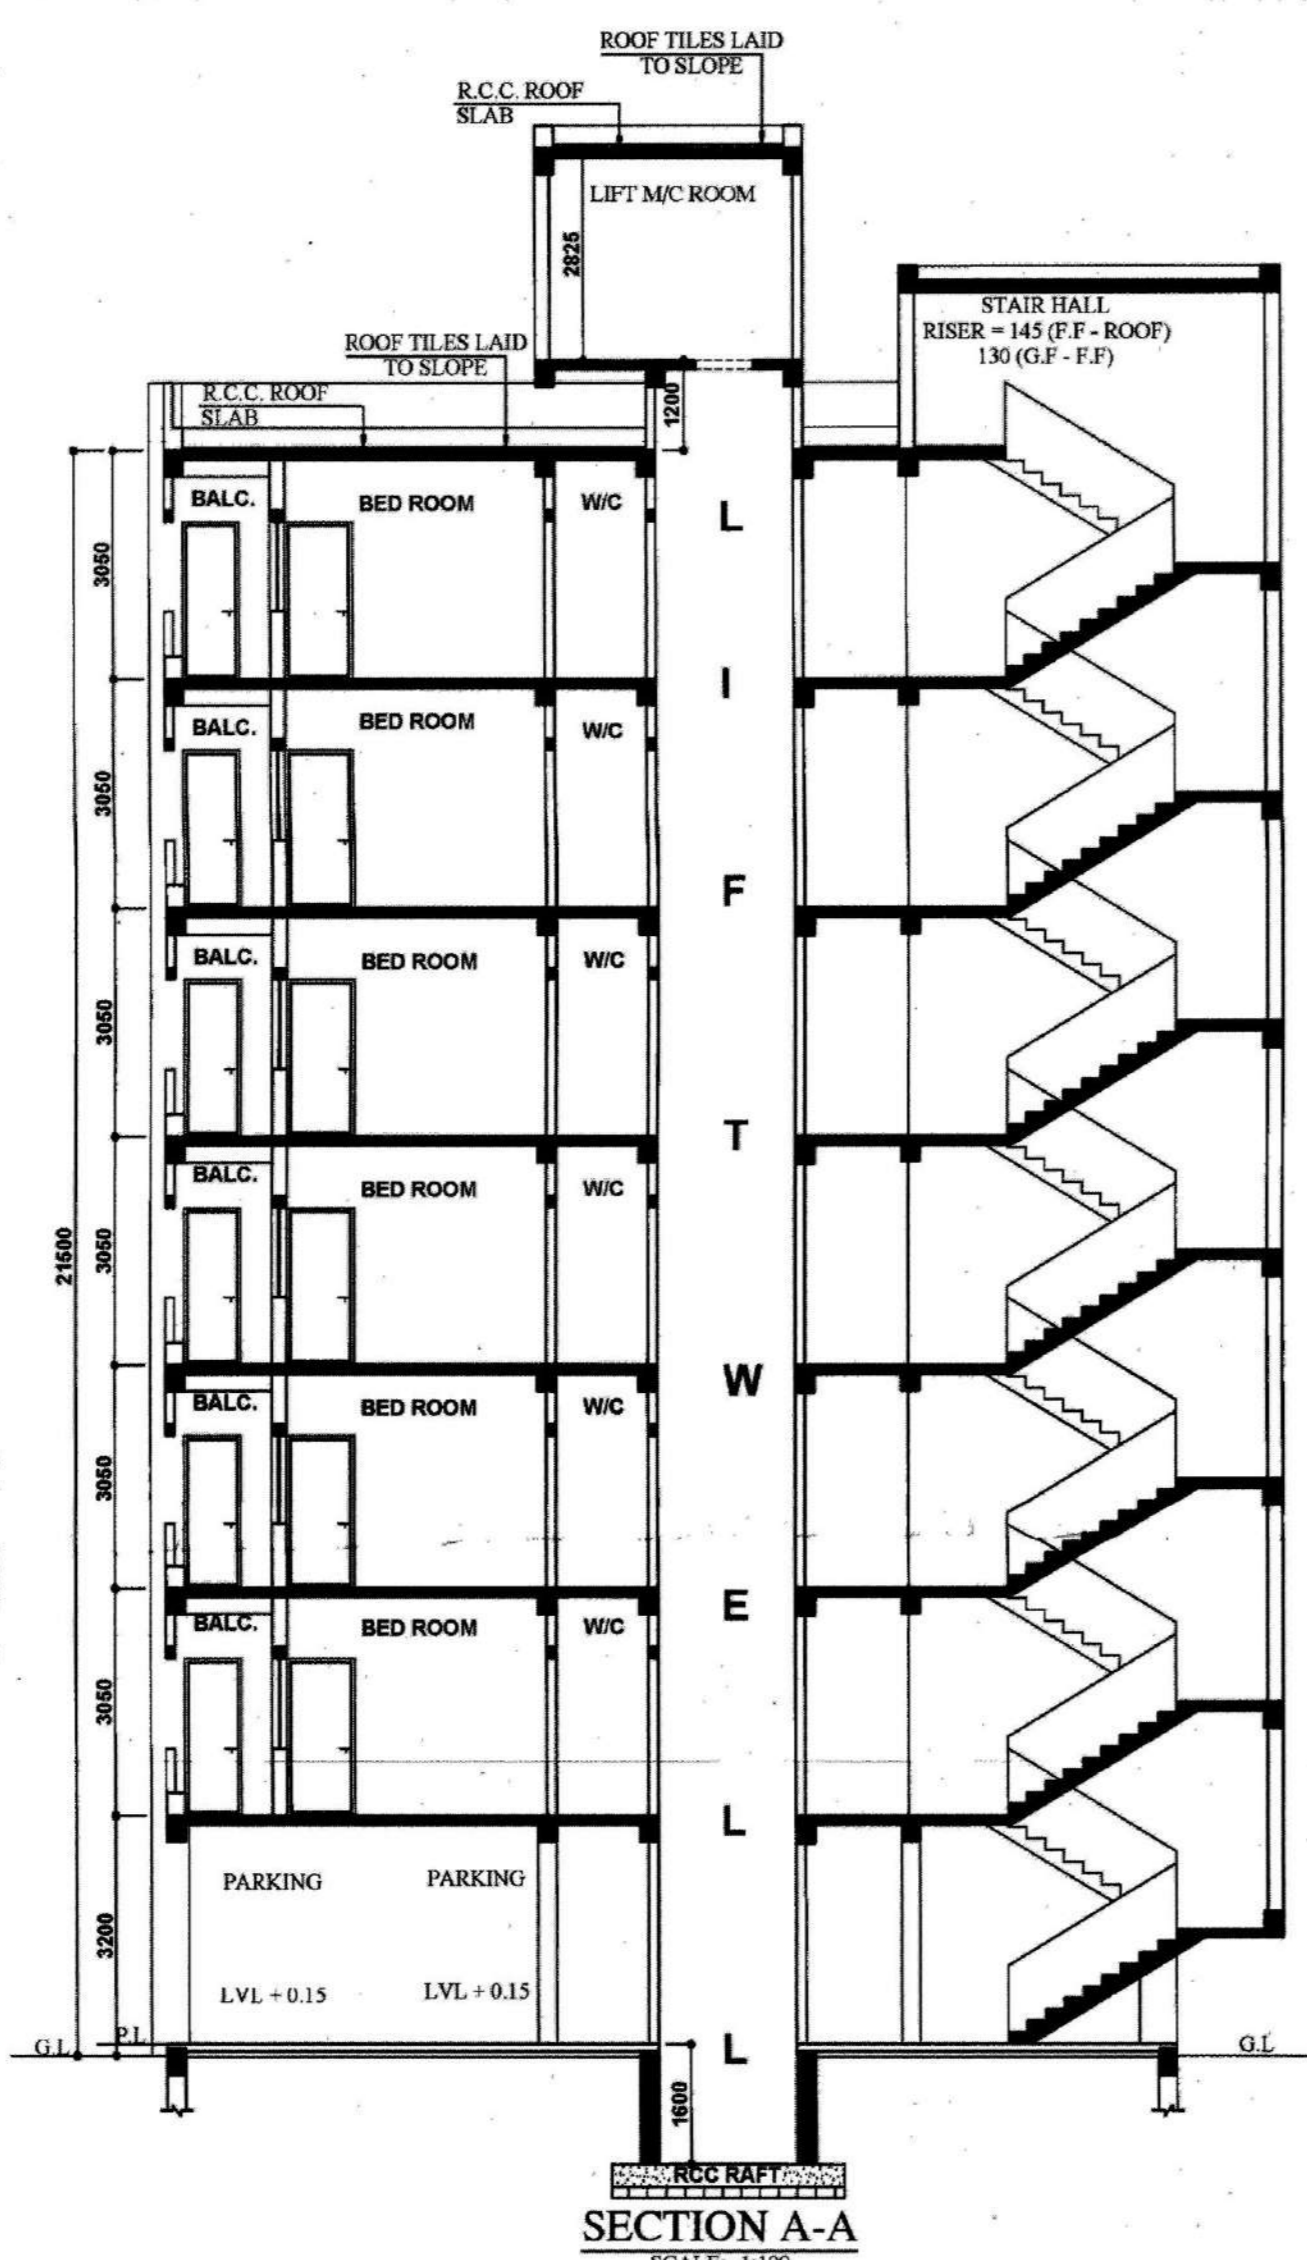 ROOF TILES LAID
TO SLOPE
R.C.C. ROOF
SLAB
LIFT M/C ROOM
2825
STAIR HALL
RISER = 145 (F.F - ROOF)
130 (G.F - F.F)
ROOF TILES LAID
TO SLOPE
R.C.C. ROOF
SLAB
1200
BALC. BED ROOM W/C L
3050
I
BALC. BED ROOM W/C
3050
F
BALC. BED ROOM W/C
3050
T
BALC. BED ROOM W/C
21500
3050
W
BALC. BED ROOM W/C
3050
E
BALC. BED ROOM W/C
3050
L
PARKING PARKING
3200
LVL + 0.15 LVL + 0.15
P.L
G.L L G.L
1600
RCC RAFT
SECTION A-A